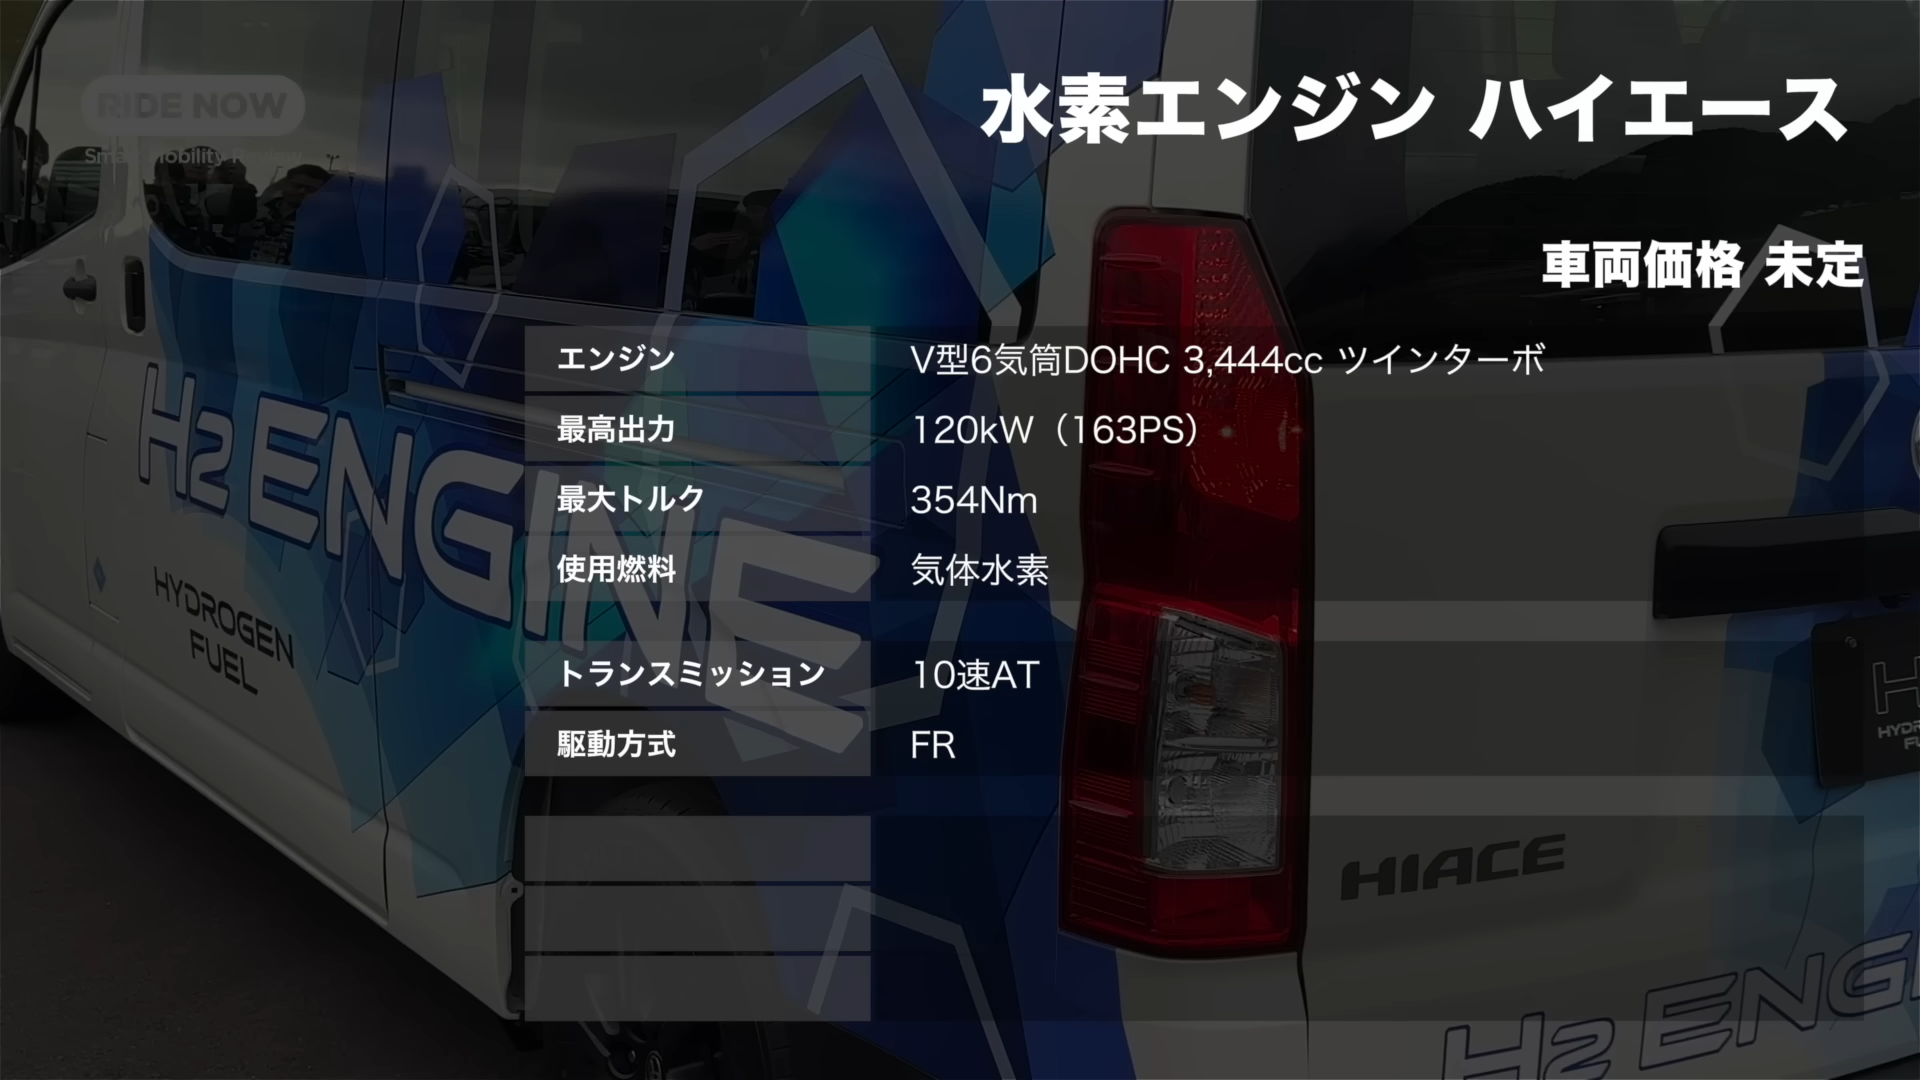 RIDE NOW
Smart Mobility Review
水素エンジン ハイエース
車両価格 未定
エンジン V型6気筒DOHC 3,444cc ツインターボ
最高出力 120kW（163PS）
最大トルク 354Nm
使用燃料 気体水素
トランスミッション 10速AT
駆動方式 FR
H2 ENGINE
HYDROGEN
FUEL
HIACE